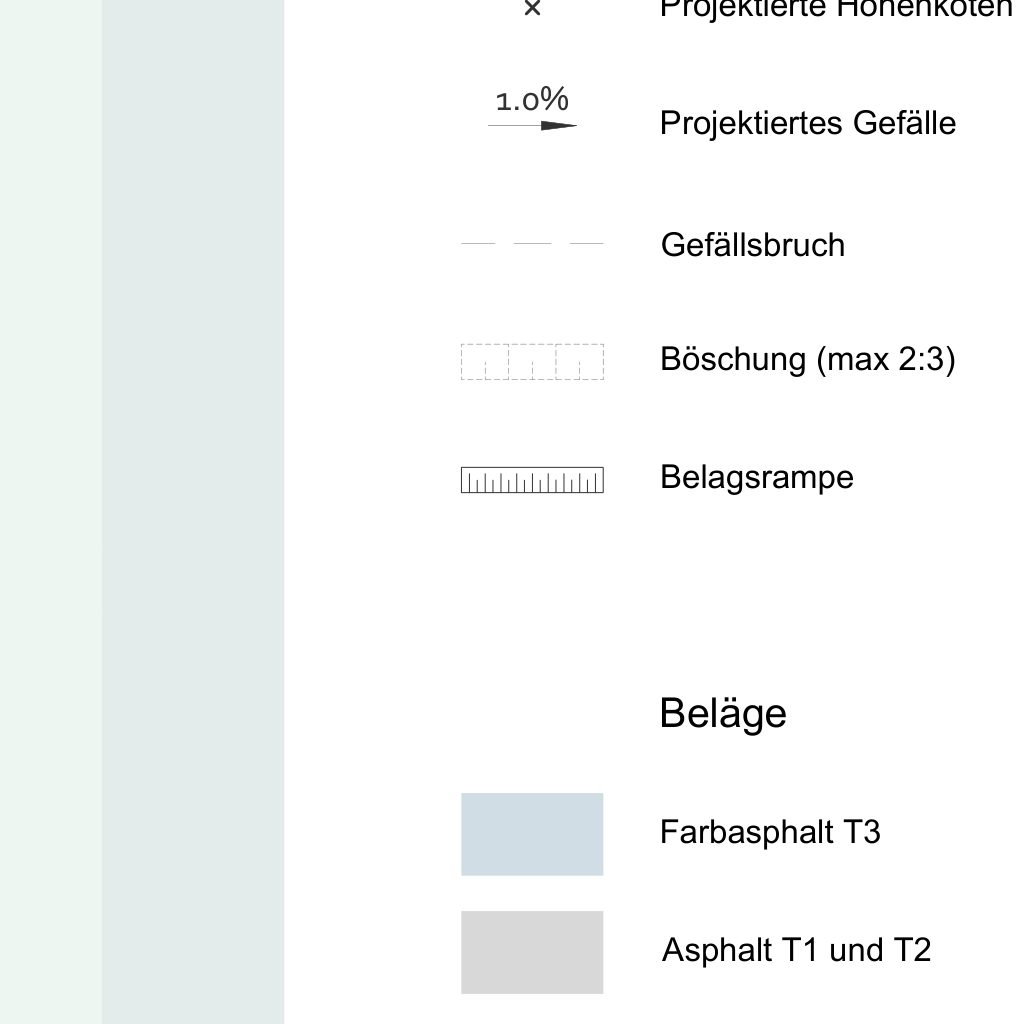 Projektierte Höhenkoten
1.0%
Projektiertes Gefälle
Gefällsbruch
Böschung (max 2:3)
Belagsrampe
Beläge
Farbasphalt T3
Asphalt T1 und T2